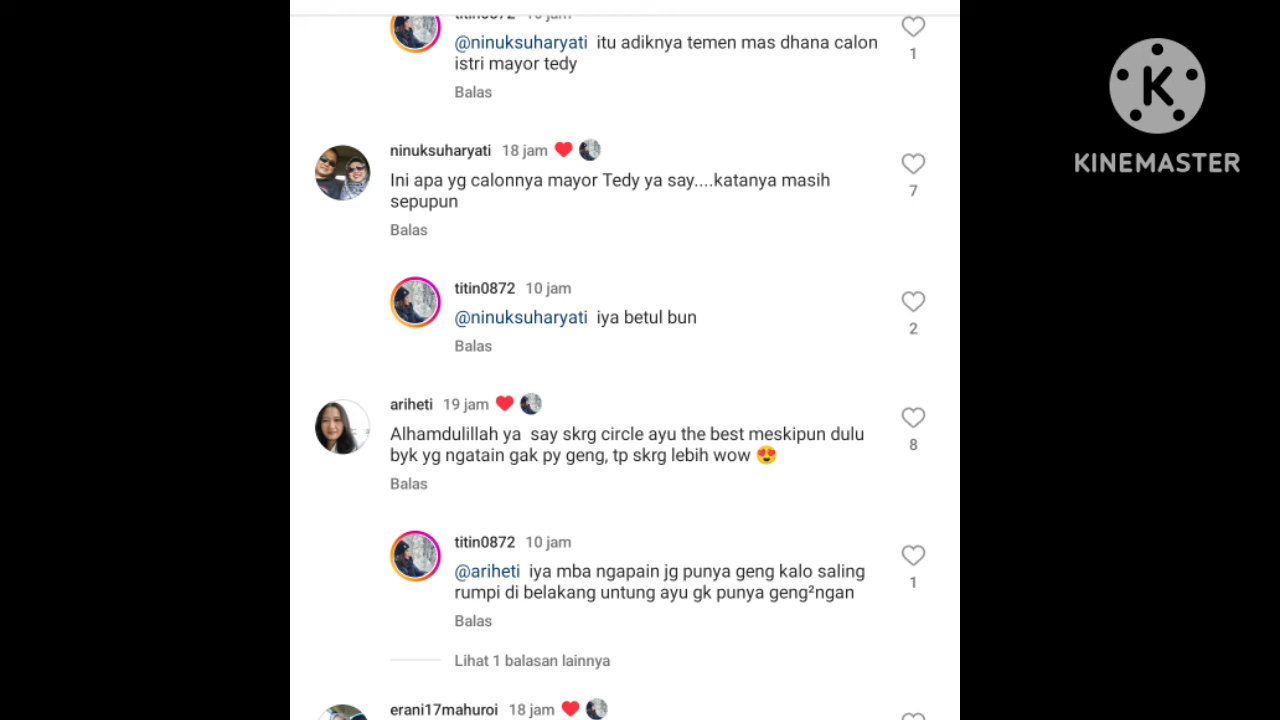 titin0872 10 jam
@ninuksuharyati itu adiknya temen mas dhana calon
istri mayor tedy
1
Balas
ninuksuharyati 18 jam
Ini apa yg calonnya mayor Tedy ya say....katanya masih
sepupun
7
Balas
titin0872 10 jam
@ninuksuharyati iya betul bun
2
Balas
ariheti 19 jam
Alhamdulillah ya say skrg circle ayu the best meskipun dulu
byk yg ngatain gak py geng, tp skrg lebih wow 😍
8
Balas
titin0872 10 jam
@ariheti iya mba ngapain jg punya geng kalo saling
rumpi di belakang untung ayu gk punya geng²ngan
1
Balas
Lihat 1 balasan lainnya
erani17mahuroi 18 jam
K
KINEMASTER